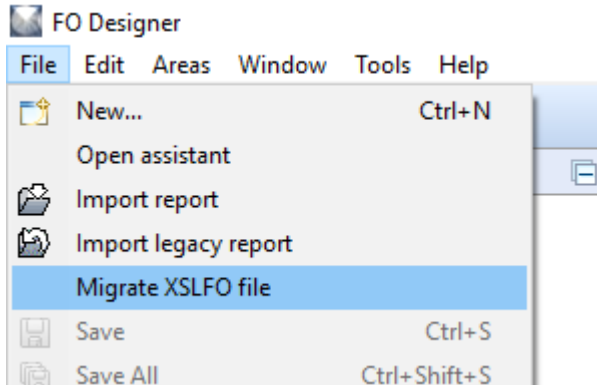 FO Designer
File Edit Areas Window Tools Help
New... Ctrl+N
Open assistant
Import report
Import legacy report
Migrate XSLFO file
Save Ctrl+S
Save All Ctrl+Shift+S